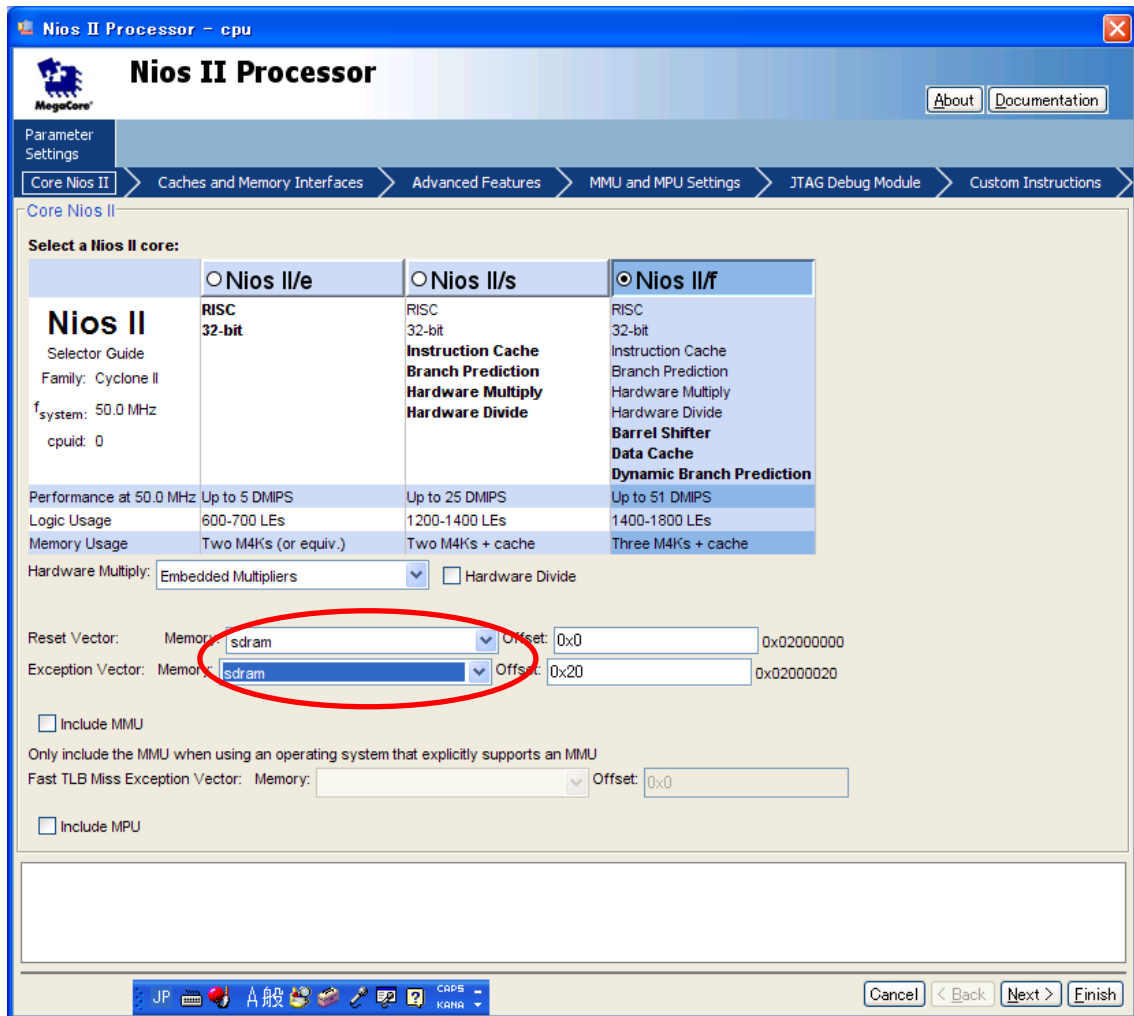 Nios II Processor - cpu
MegaCore®
Nios II Processor
About
Documentation
Parameter
Settings
Core Nios II
Caches and Memory Interfaces
Advanced Features
MMU and MPU Settings
JTAG Debug Module
Custom Instructions
Core Nios II
Select a Nios II core:
Nios II/e
Nios II/s
Nios II/f
Nios II
Selector Guide
Family: Cyclone II
fsystem: 50.0 MHz
cpuid: 0
RISC
32-bit
RISC
32-bit
Instruction Cache
Branch Prediction
Hardware Multiply
Hardware Divide
RISC
32-bit
Instruction Cache
Branch Prediction
Hardware Multiply
Hardware Divide
Barrel Shifter
Data Cache
Dynamic Branch Prediction
Performance at 50.0 MHz Up to 5 DMIPS Up to 25 DMIPS Up to 51 DMIPS
Logic Usage 600-700 LEs 1200-1400 LEs 1400-1800 LEs
Memory Usage Two M4Ks (or equiv.) Two M4Ks + cache Three M4Ks + cache
Hardware Multiply: Embedded Multipliers Hardware Divide
Reset Vector: Memory: sdram Offset: 0x0 0x02000000
Exception Vector: Memory: sdram Offset: 0x20 0x02000020
Include MMU
Only include the MMU when using an operating system that explicitly supports an MMU
Fast TLB Miss Exception Vector: Memory: Offset: 0x0
Include MPU
JP A 般 CAPS
KANA
Cancel < Back Next > Finish